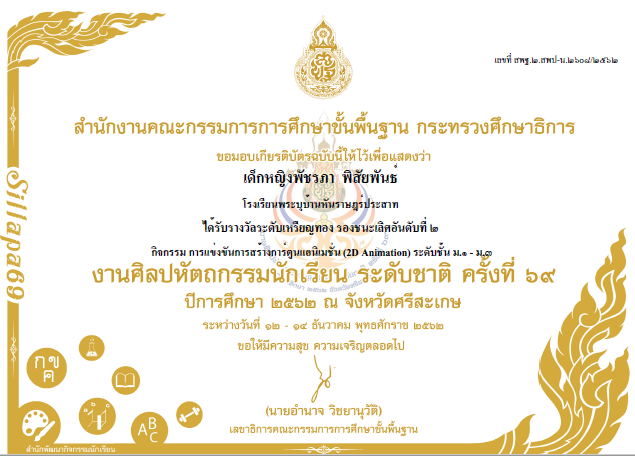 เลขที่ สพฐ.๒.สพป-น.๒๖๐๘/๒๕๖๒
สำนักงานคณะกรรมการการศึกษาขั้นพื้นฐาน กระทรวงศึกษาธิการ
ขอมอบเกียรติบัตรฉบับนี้ให้ไว้เพื่อแสดงว่า
เด็กหญิงพัชรภา พิสัยพันธ์
โรงเรียนพระบุบ้านหันราษฎร์ประสาท
ได้รับรางวัลระดับเหรียญทอง รองชนะเลิศอันดับที่ ๒
กิจกรรม การแข่งขันการสร้างการ์ตูนแอนิเมชั่น (2D Animation) ระดับชั้น ม.๑ - ม.๓
งานศิลปหัตถกรรมนักเรียน ระดับชาติ ครั้งที่ ๖๙
ปีการศึกษา ๒๕๖๒ ณ จังหวัดศรีสะเกษ
ระหว่างวันที่ ๑๒ - ๑๔ ธันวาคม พุทธศักราช ๒๕๖๒
ขอให้มีความสุข ความเจริญตลอดไป
(นายอำนาจ วิชยานุวัติ)
เลขาธิการคณะกรรมการการศึกษาขั้นพื้นฐาน
Sillapa69
ก ข
ค
A B
C
สำนักพัฒนากิจกรรมนักเรียน